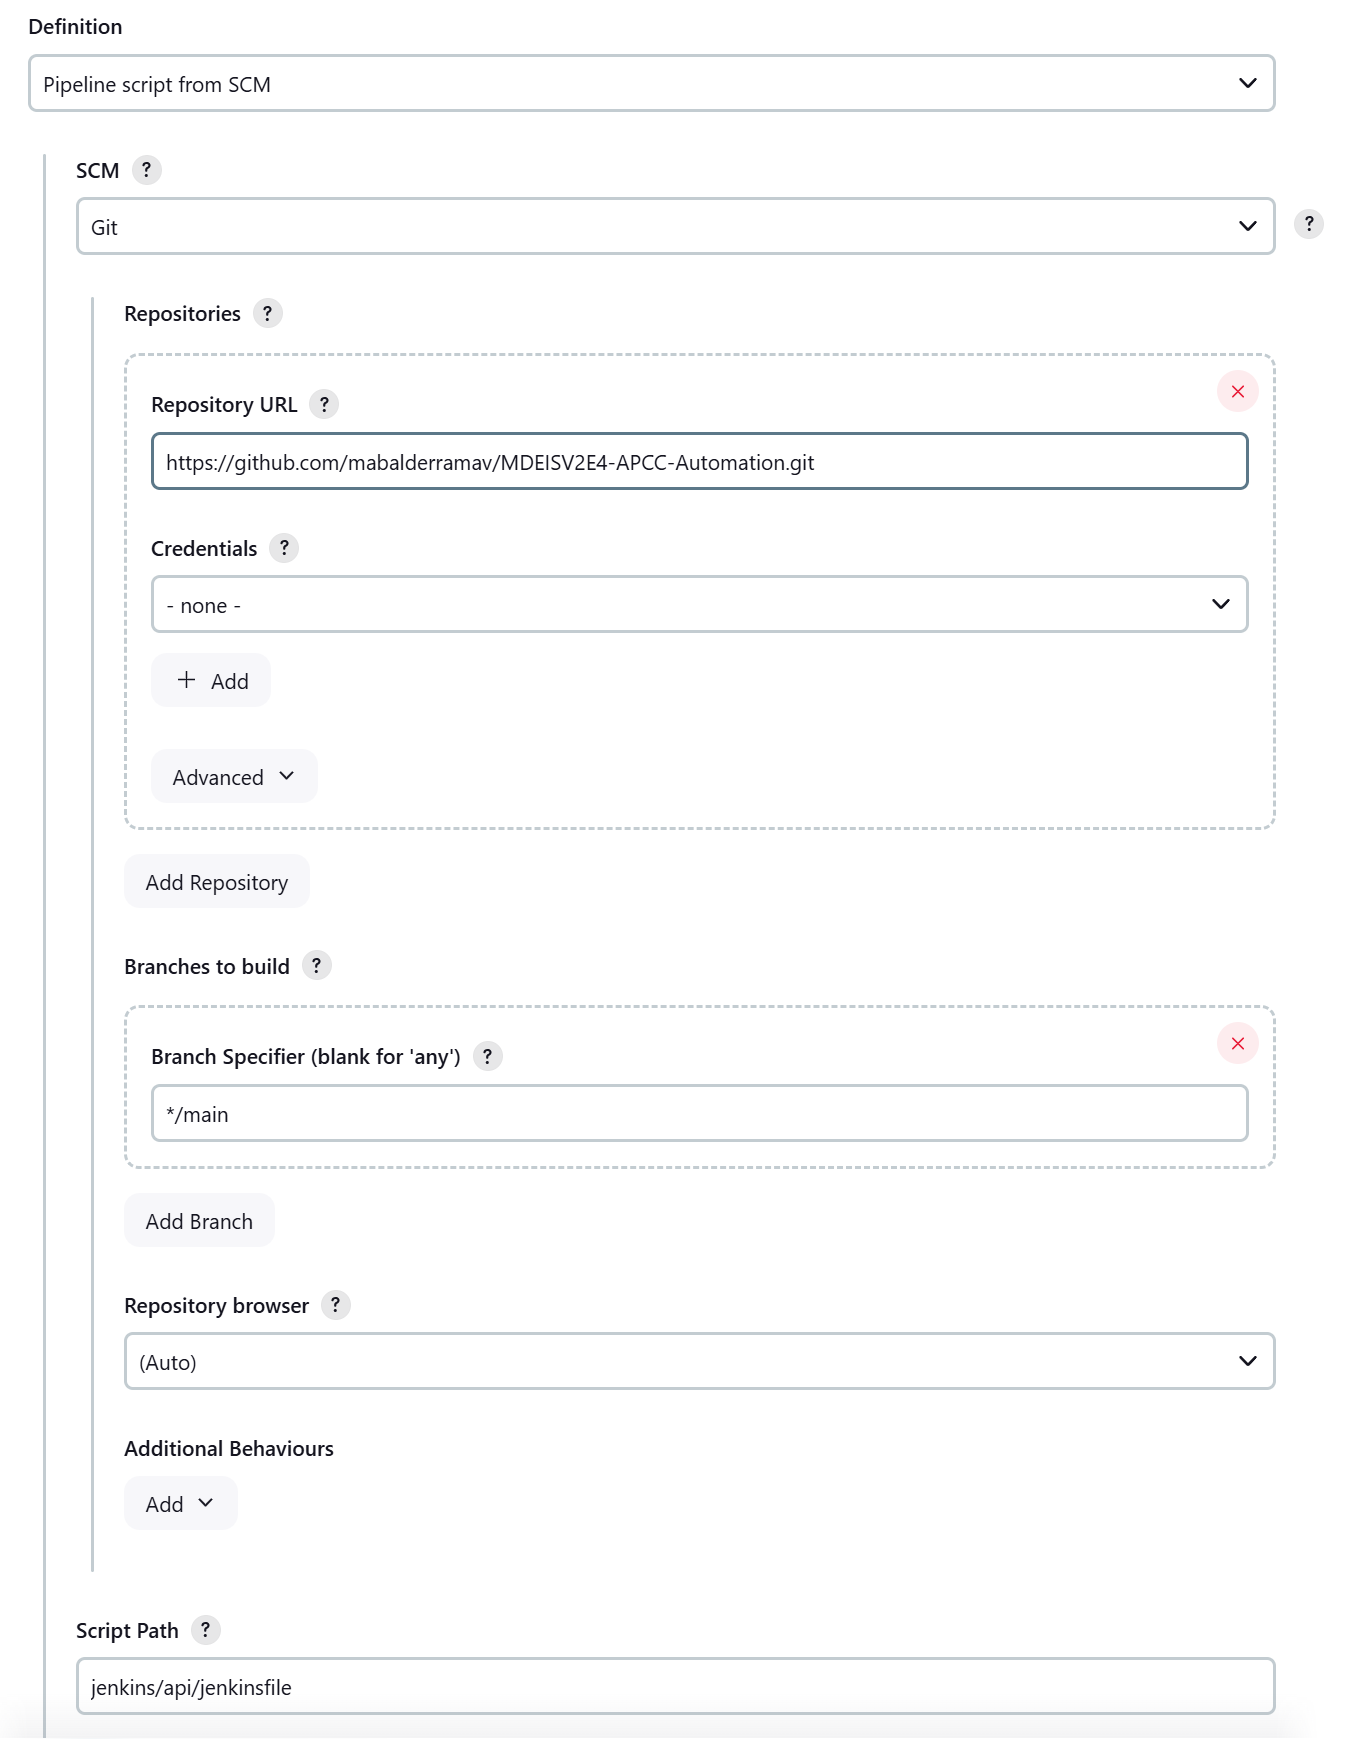 Definition
Pipeline script from SCM
SCM ?
Git
?
Repositories ?
Repository URL ?
https://github.com/mabalderramav/MDEISV2E4-APCC-Automation.git
Credentials ?
- none -
+ Add
Advanced
Add Repository
Branches to build ?
Branch Specifier (blank for 'any') ?
*/main
Add Branch
Repository browser ?
(Auto)
Additional Behaviours
Add
Script Path ?
jenkins/api/jenkinsfile